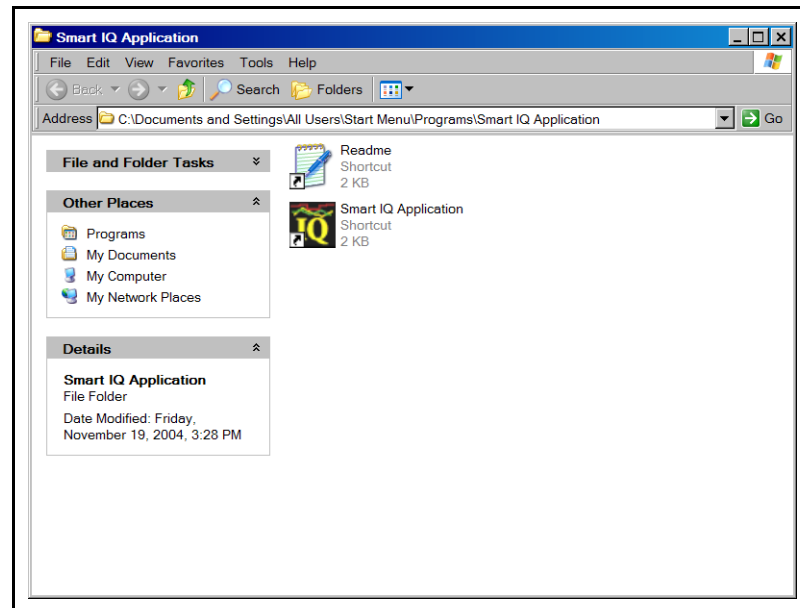 Smart IQ Application
File Edit View Favorites Tools Help
Back Search Folders
Address C:\Documents and Settings\All Users\Start Menu\Programs\Smart IQ Application Go
File and Folder Tasks
Other Places
Programs
My Documents
My Computer
My Network Places
Details
Smart IQ Application
File Folder
Date Modified: Friday,
November 19, 2004, 3:28 PM
Readme
Shortcut
2 KB
IQ
Smart IQ Application
Shortcut
2 KB